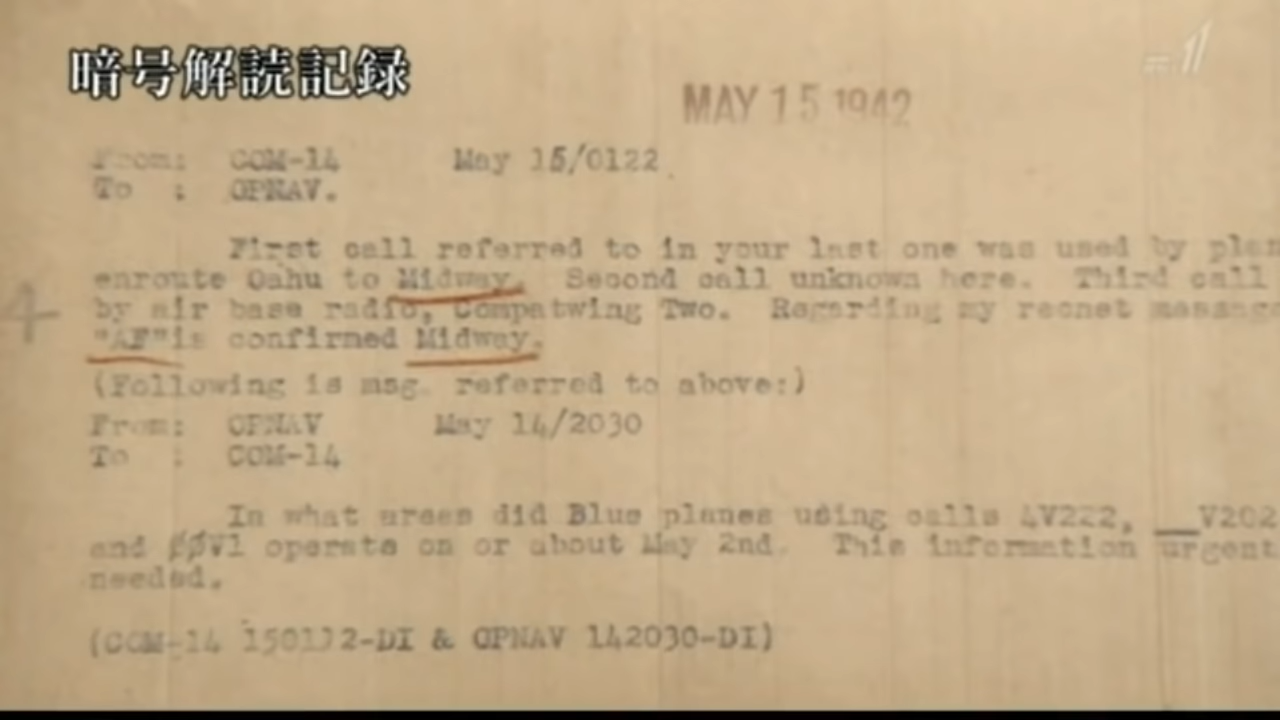 暗号解読記録
MAY 15 1942
From: COM-14 May 15/0122
To : OPNAV.
First call referred to in your last one was used by
enroute Oahu to Midway. Second call unknown here. Third call
by air base radio, Compatwing Two. Regarding my recnet
"AF"is confirmed Midway.
(Following is msg. referred to above:)
From: OPNAV May 14/2030
To : COM-14
In what areas did Blue planes using calls 4V222, __V202
and ØØV1 operate on or about May 2nd. This information urgent
needed.
(COM-14 150122-DI & OPNAV 142030-DI)
4